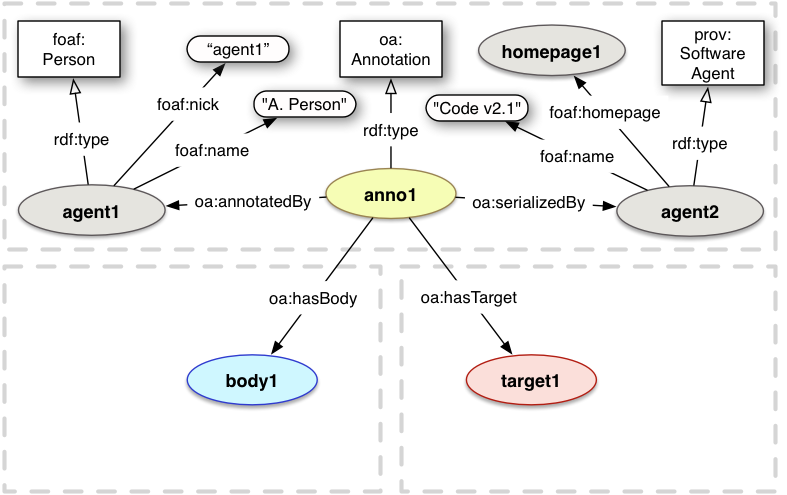 foaf:
Person
“agent1”
oa:
Annotation
homepage1
prov:
Software
Agent
foaf:nick
"A. Person"
"Code v2.1"
foaf:homepage
rdf:type
foaf:name
rdf:type
foaf:name
rdf:type
agent1
oa:annotatedBy
anno1
oa:serializedBy
agent2
oa:hasBody
oa:hasTarget
body1
target1